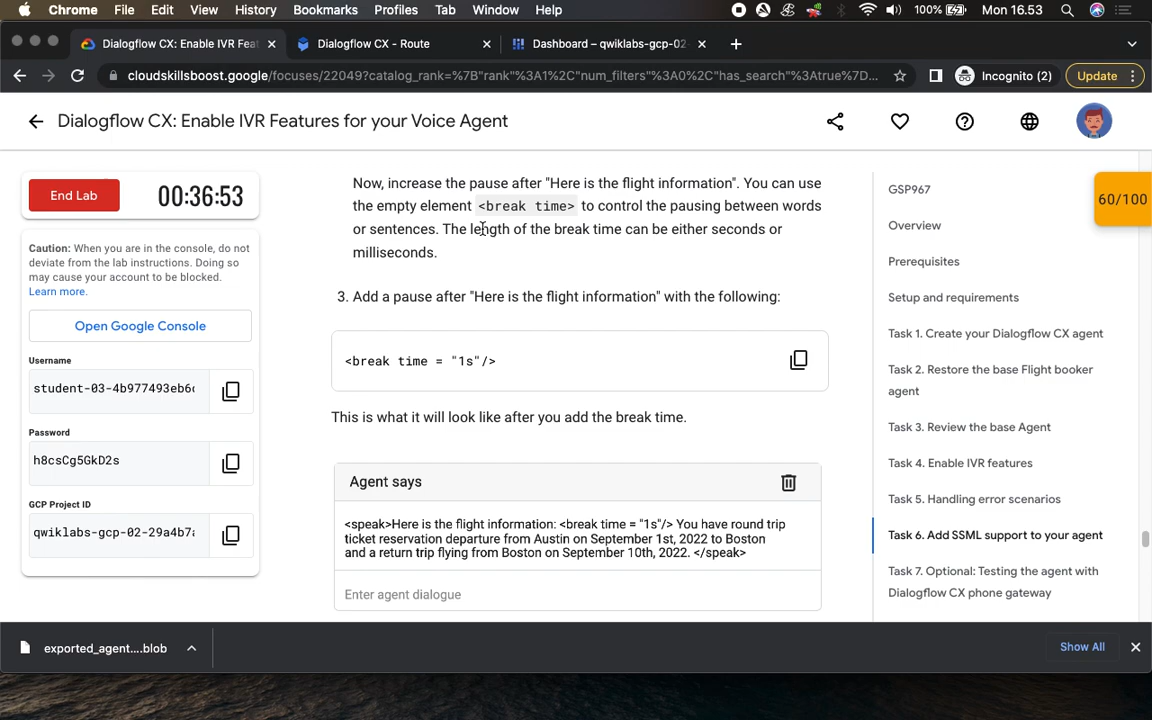 Chrome File Edit View History Bookmarks Profiles Tab Window Help 100% Mon 16.53
Dialogflow CX: Enable IVR Feat Dialogflow CX - Route Dashboard – qwiklabs-gcp-02-
cloudskillsboost.google/focuses/22049?catalog_rank=%7B"rank"%3A1%2C"num_filters"%3A0%2C"has_search"%3Atrue%7D... Incognito (2) Update
Dialogflow CX: Enable IVR Features for your Voice Agent
End Lab 00:36:53
Caution: When you are in the console, do not
deviate from the lab instructions. Doing so
may cause your account to be blocked.
Learn more.
Open Google Console
Username
student-03-4b977493eb6
Password
h8csCg5GkD2s
GCP Project ID
qwiklabs-gcp-02-29a4b7
Now, increase the pause after "Here is the flight information". You can use
the empty element <break time> to control the pausing between words
or sentences. The length of the break time can be either seconds or
milliseconds.
3. Add a pause after "Here is the flight information" with the following:
<break time = "1s"/>
This is what it will look like after you add the break time.
Agent says
<speak>Here is the flight information: <break time = "1s"/> You have round trip
ticket reservation departure from Austin on September 1st, 2022 to Boston
and a return trip flying from Boston on September 10th, 2022. </speak>
Enter agent dialogue
GSP967
Overview
Prerequisites
Setup and requirements
Task 1. Create your Dialogflow CX agent
Task 2. Restore the base Flight booker
agent
Task 3. Review the base Agent
Task 4. Enable IVR features
Task 5. Handling error scenarios
Task 6. Add SSML support to your agent
Task 7. Optional: Testing the agent with
Dialogflow CX phone gateway
60/100
exported_agent....blob
Show All